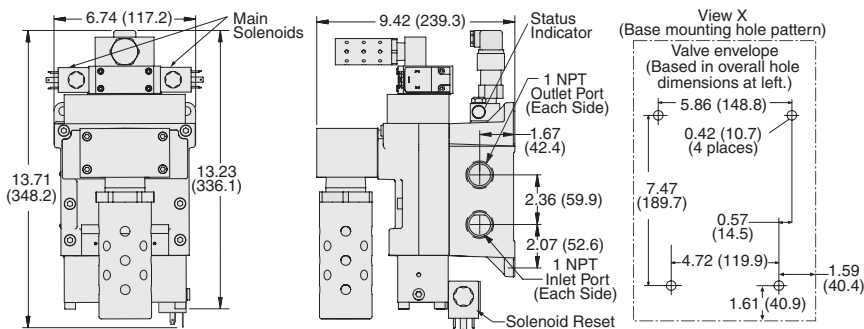 6.74 (117.2)
Main
Solenoids
13.71
(348.2)
13.23
(336.1)
9.42 (239.3)
Status
Indicator
1 NPT
Outlet Port
(Each Side)
1.67
(42.4)
2.36 (59.9)
2.07 (52.6)
1 NPT
Inlet Port
(Each Side)
Solenoid Reset
View X
(Base mounting hole pattern)
Valve envelope
(Based in overall hole
dimensions at left.)
5.86 (148.8)
0.42 (10.7)
(4 places)
7.47
(189.7)
0.57
(14.5)
4.72 (119.9)
1.59
(40.4)
1.61 (40.9)